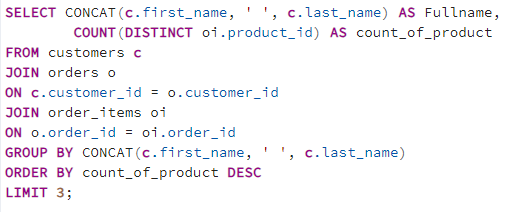 SELECT CONCAT(c.first_name, ' ', c.last_name) AS Fullname,
COUNT(DISTINCT oi.product_id) AS count_of_product
FROM customers c
JOIN orders o
ON c.customer_id = o.customer_id
JOIN order_items oi
ON o.order_id = oi.order_id
GROUP BY CONCAT(c.first_name, ' ', c.last_name)
ORDER BY count_of_product DESC
LIMIT 3;